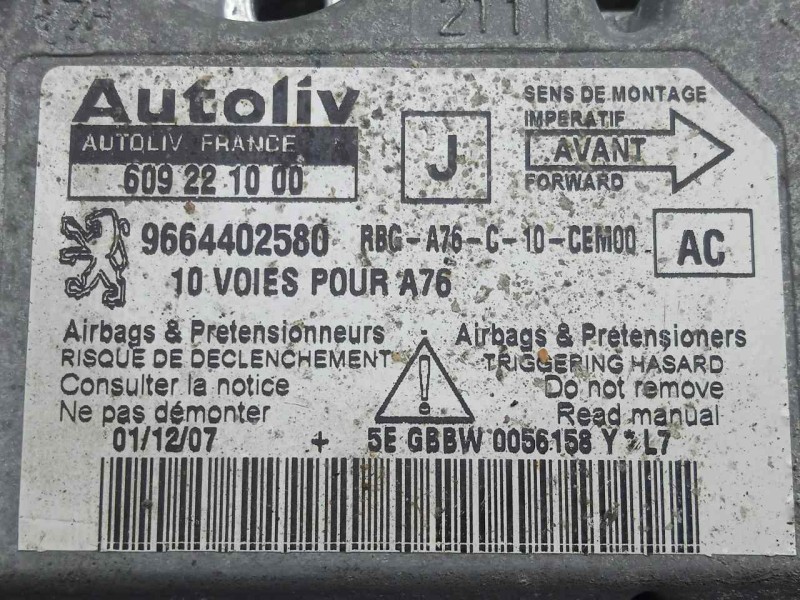 211
Autoliv
AUTOLIV FRANCE
609 22 10 00
J
SENS DE MONTAGE
IMPERATIF
AVANT
FORWARD
9664402580 RBG-A76-C-10-CEM00
AC
10 VOIES POUR A76
Airbags & Pretensionneurs
RISQUE DE DECLENCHEMENT
Consulter la notice
Ne pas démonter
Airbags & Pretensioners
TRIGGERING HASARD
Do not remove
Read manual
!
01/12/07 + 5E GBBW 0056158 Y * L7